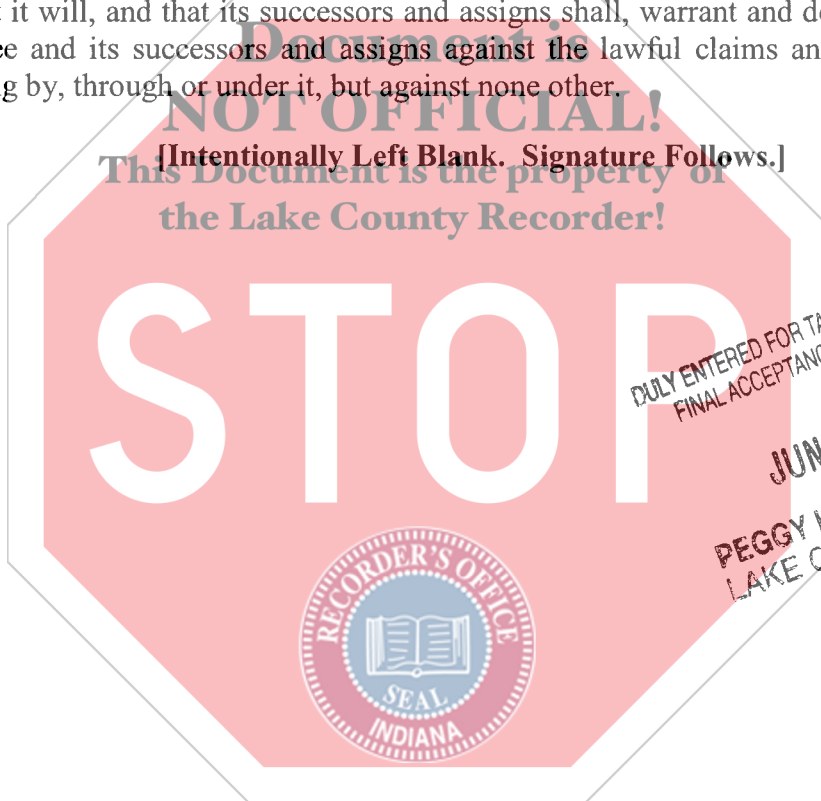 it will, and that its successors and assigns shall, warrant and
and its successors and assigns against the lawful claims
by, through or under it, but against none other.
Document is
NOT OFFICIAL!
[Intentionally Left Blank. Signature Follows.]
This Document is the property of
the Lake County Recorder!
STOP
DULY ENTERED FOR
FINAL ACCEPTANC
JUN
PEGGY
LAKE
RECORDER'S OFFICE
SEAL
INDIANA